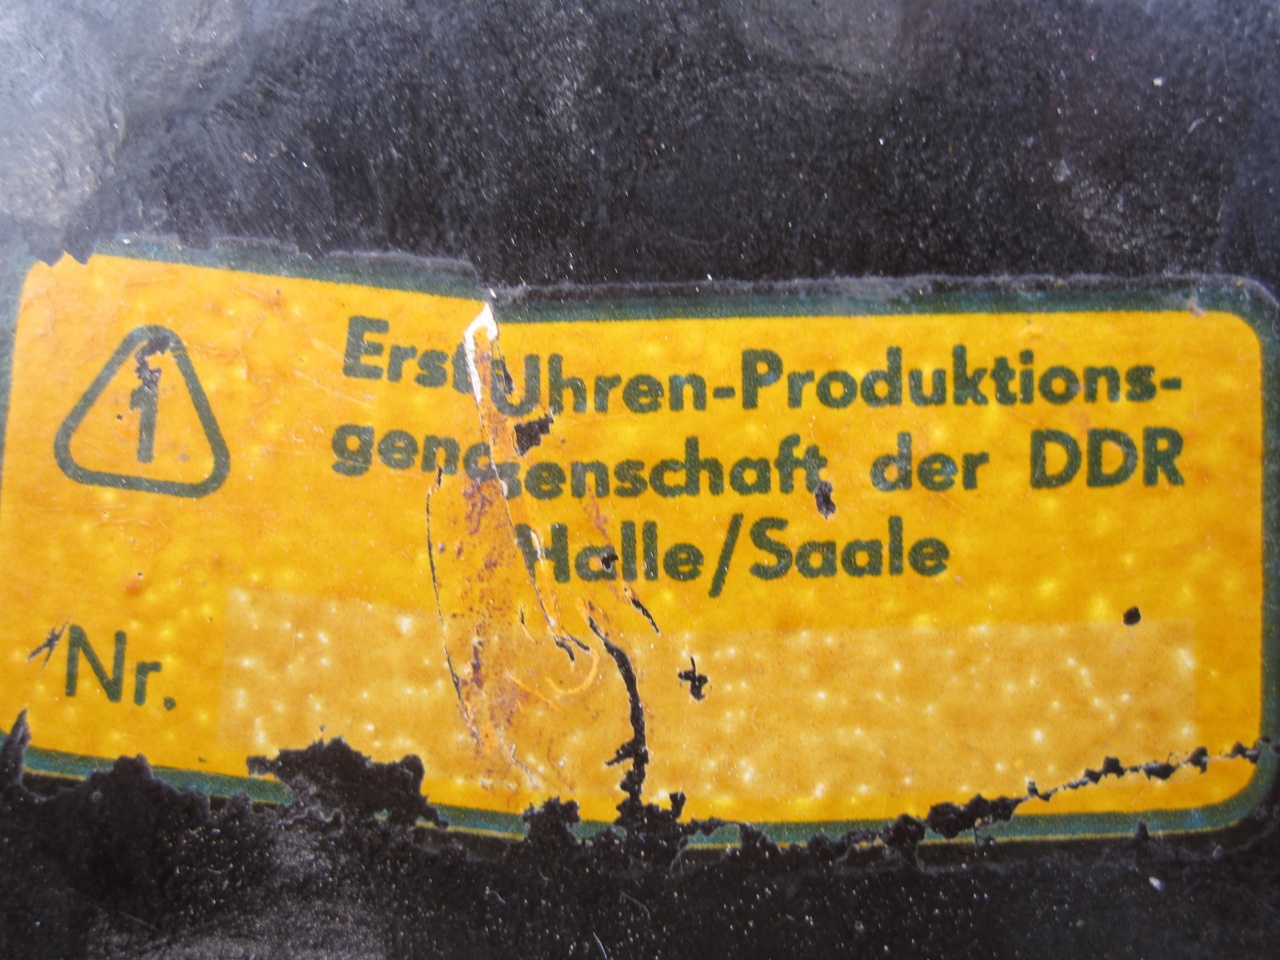 Erst Uhren-Produktions-
genossenschaft der DDR
Halle/Saale
1
Nr.